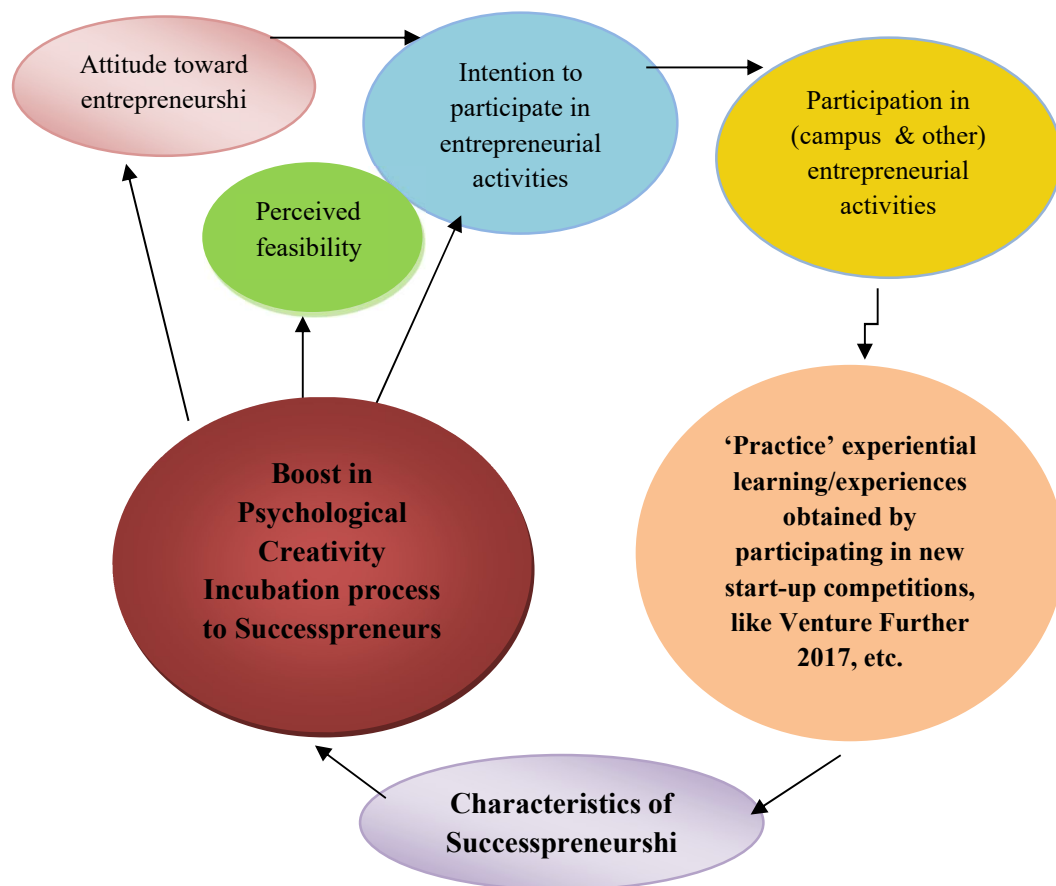 Attitude toward
entrepreneurshi
Intention to
participate in
entrepreneurial
activities
Participation in
(campus & other)
entrepreneurial
activities
Perceived
feasibility
Boost in
Psychological
Creativity
Incubation process
to Successpreneurs
‘Practice’ experiential
learning/experiences
obtained by
participating in new
start-up competitions,
like Venture Further
2017, etc.
Characteristics of
Successpreneurshi